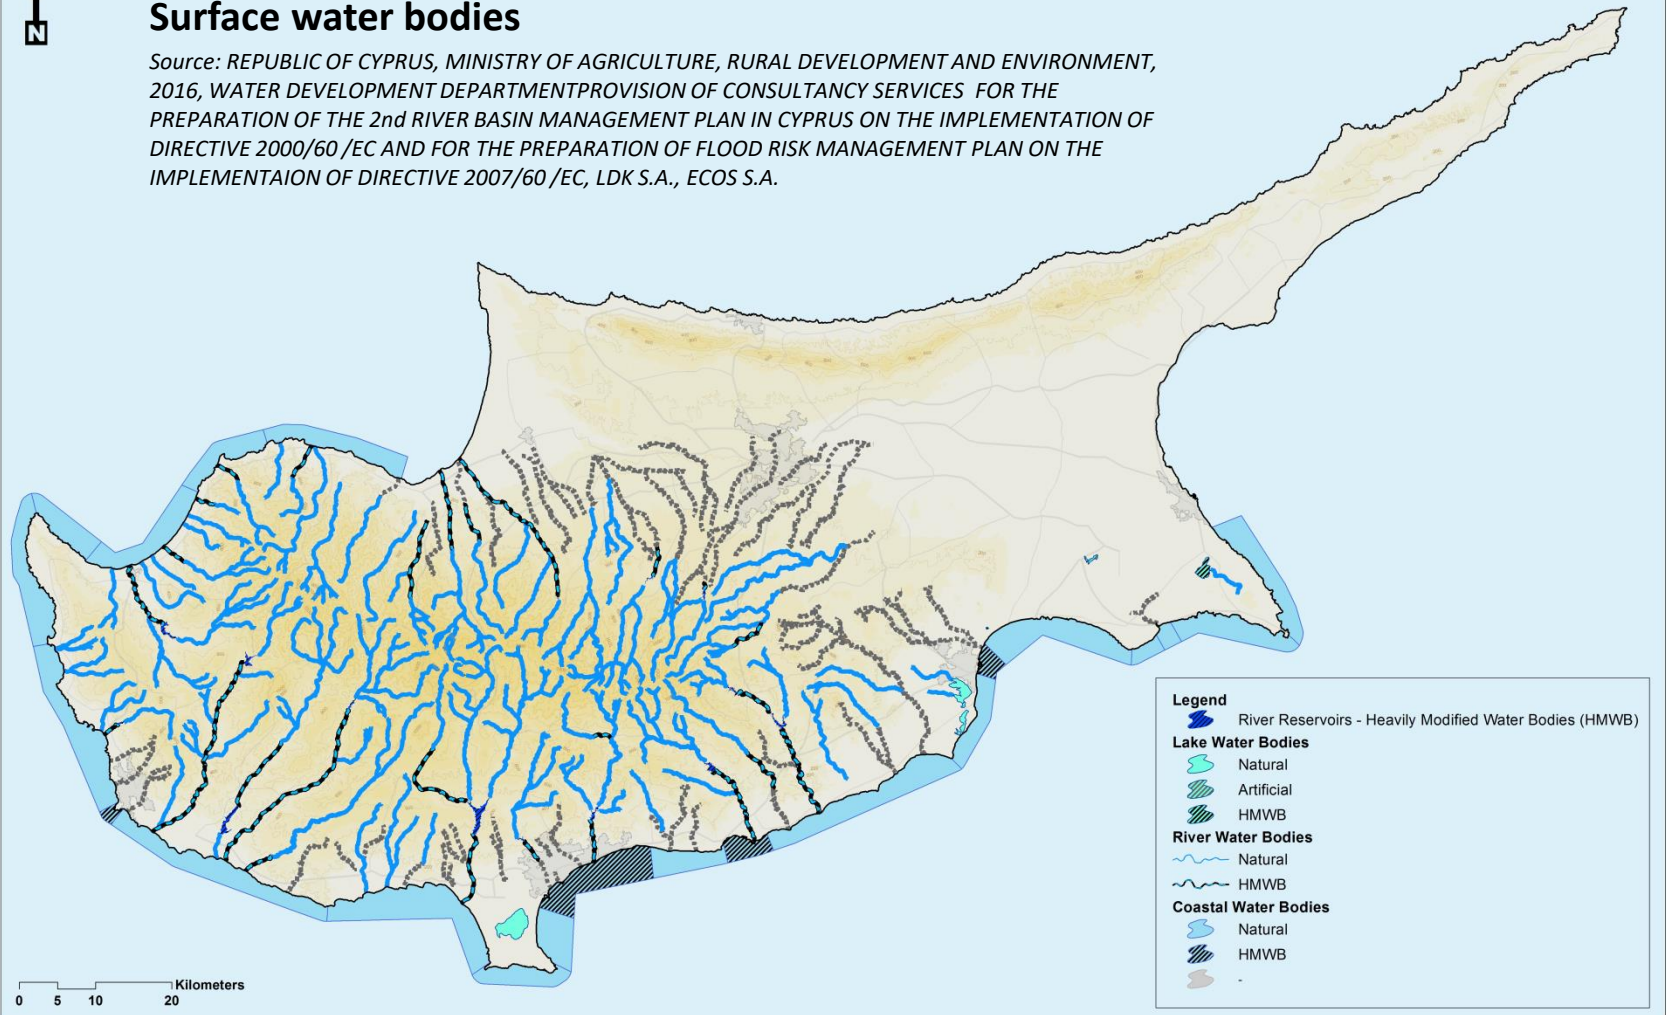 N
Surface water bodies
Source: REPUBLIC OF CYPRUS, MINISTRY OF AGRICULTURE, RURAL DEVELOPMENT AND ENVIRONMENT,
2016, WATER DEVELOPMENT DEPARTMENTPROVISION OF CONSULTANCY SERVICES FOR THE
PREPARATION OF THE 2nd RIVER BASIN MANAGEMENT PLAN IN CYPRUS ON THE IMPLEMENTATION OF
DIRECTIVE 2000/60 /EC AND FOR THE PREPARATION OF FLOOD RISK MANAGEMENT PLAN ON THE
IMPLEMENTAION OF DIRECTIVE 2007/60 /EC, LDK S.A., ECOS S.A.
Legend
River Reservoirs - Heavily Modified Water Bodies (HMWB)
Lake Water Bodies
Natural
Artificial
HMWB
River Water Bodies
Natural
HMWB
Coastal Water Bodies
Natural
HMWB
-
Kilometers
0 5 10 20